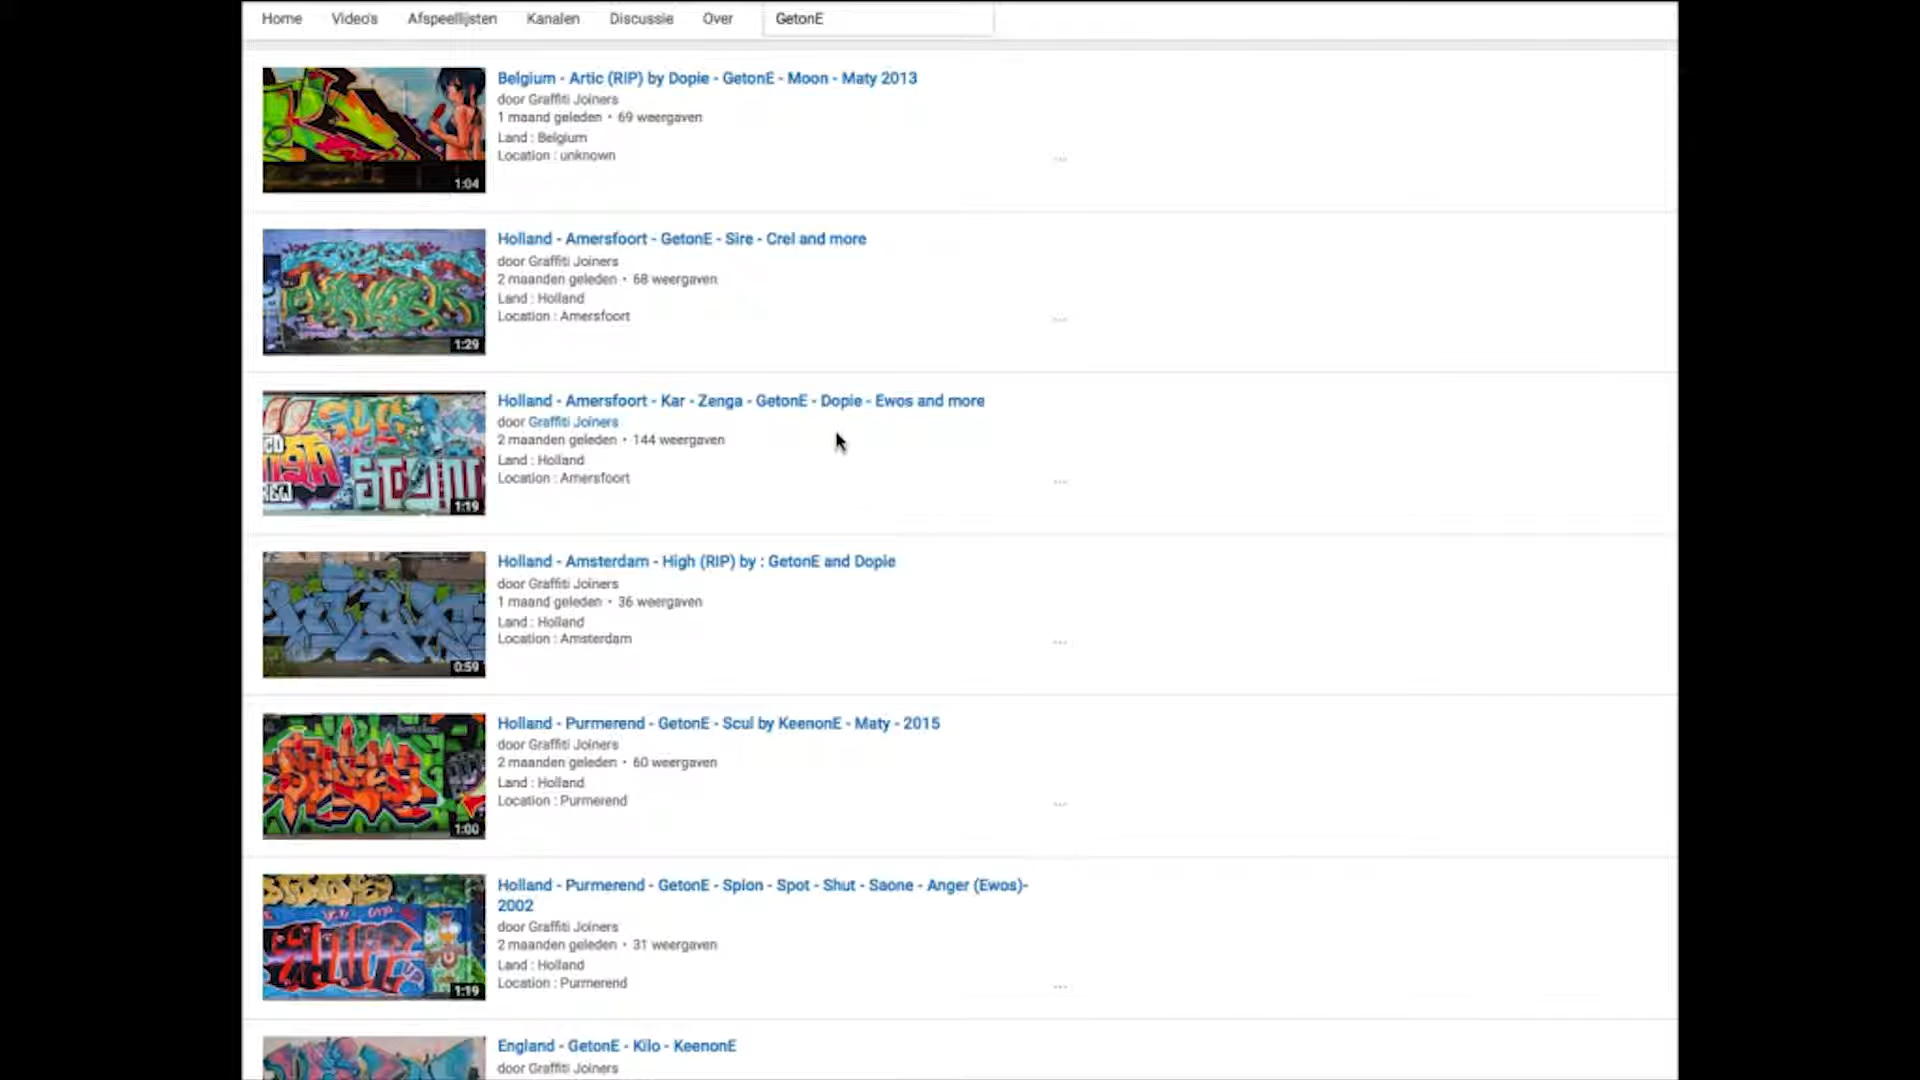 Home Video's Afspeellijsten Kanalen Discussie Over GetonE
Belgium - Artic (RIP) by Dopie - GetonE - Moon - Maty 2013
door Graffiti Joiners
1 maand geleden • 69 weergaven
Land : Belgium
Location : unknown
...
1:04
Holland - Amersfoort - GetonE - Sire - Crel and more
door Graffiti Joiners
2 maanden geleden • 68 weergaven
Land : Holland
Location : Amersfoort
...
1:29
Holland - Amersfoort - Kar - Zenga - GetonE - Dopie - Ewos and more
door Graffiti Joiners
2 maanden geleden • 144 weergaven
Land : Holland
Location : Amersfoort
...
1:19
Holland - Amsterdam - High (RIP) by : GetonE and Dopie
door Graffiti Joiners
1 maand geleden • 36 weergaven
Land : Holland
Location : Amsterdam
...
0:59
Holland - Purmerend - GetonE - Scul by KeenonE - Maty - 2015
door Graffiti Joiners
2 maanden geleden • 60 weergaven
Land : Holland
Location : Purmerend
...
1:00
Holland - Purmerend - GetonE - Spion - Spot - Shut - Saone - Anger (Ewos)-
2002
door Graffiti Joiners
2 maanden geleden • 31 weergaven
Land : Holland
Location : Purmerend
...
1:19
England - GetonE - Kilo - KeenonE
door Graffiti Joiners